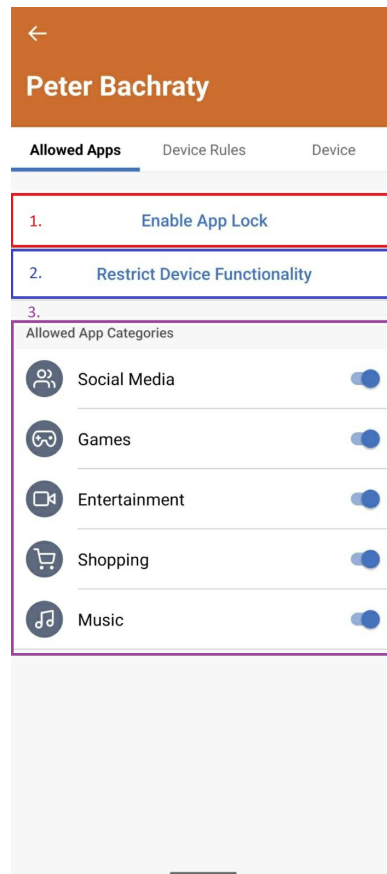 Peter Bachraty
Allowed Apps Device Rules Device
1. Enable App Lock
2. Restrict Device Functionality
3.
Allowed App Categories
Social Media
Games
Entertainment
Shopping
Music